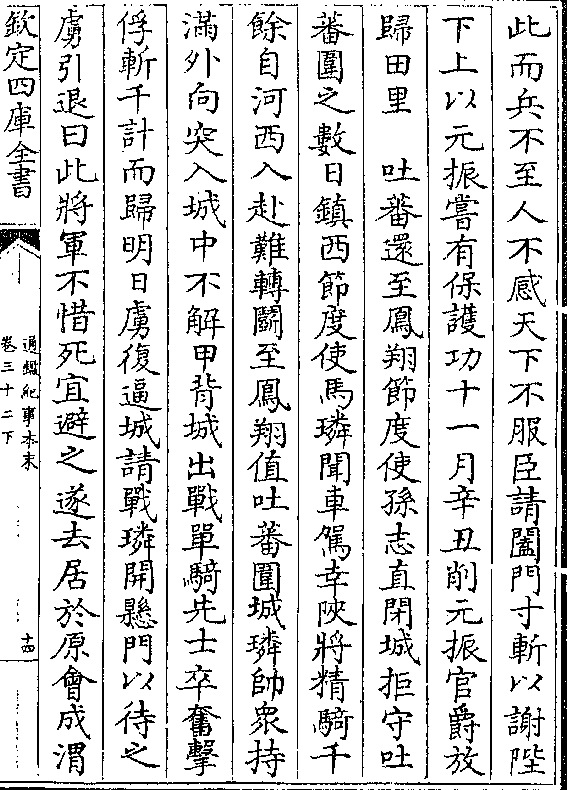 此而兵不至人不感天下不服臣請闔門寸斬以謝陛
下上以元振嘗有保護功十一月辛丑削元振官爵放
歸田里　吐蕃還至鳳翔節度使孫志直閉城拒守吐
蕃圍之數日鎮西節度使馬璘聞車駕幸陜將精騎千
餘自河西入赴難轉鬭至鳳翔值吐蕃圍城璘帥衆持
滿外向突入城中不解甲背城出戰單騎先士卒奮擊
俘斬千計而歸明日虜復逼城請戰璘開懸門以待之
虜引退曰此將軍不惜死宜避之遂去居於原會成渭
欽定四庫全書
通鑑紀事本末
卷三十二下
十四